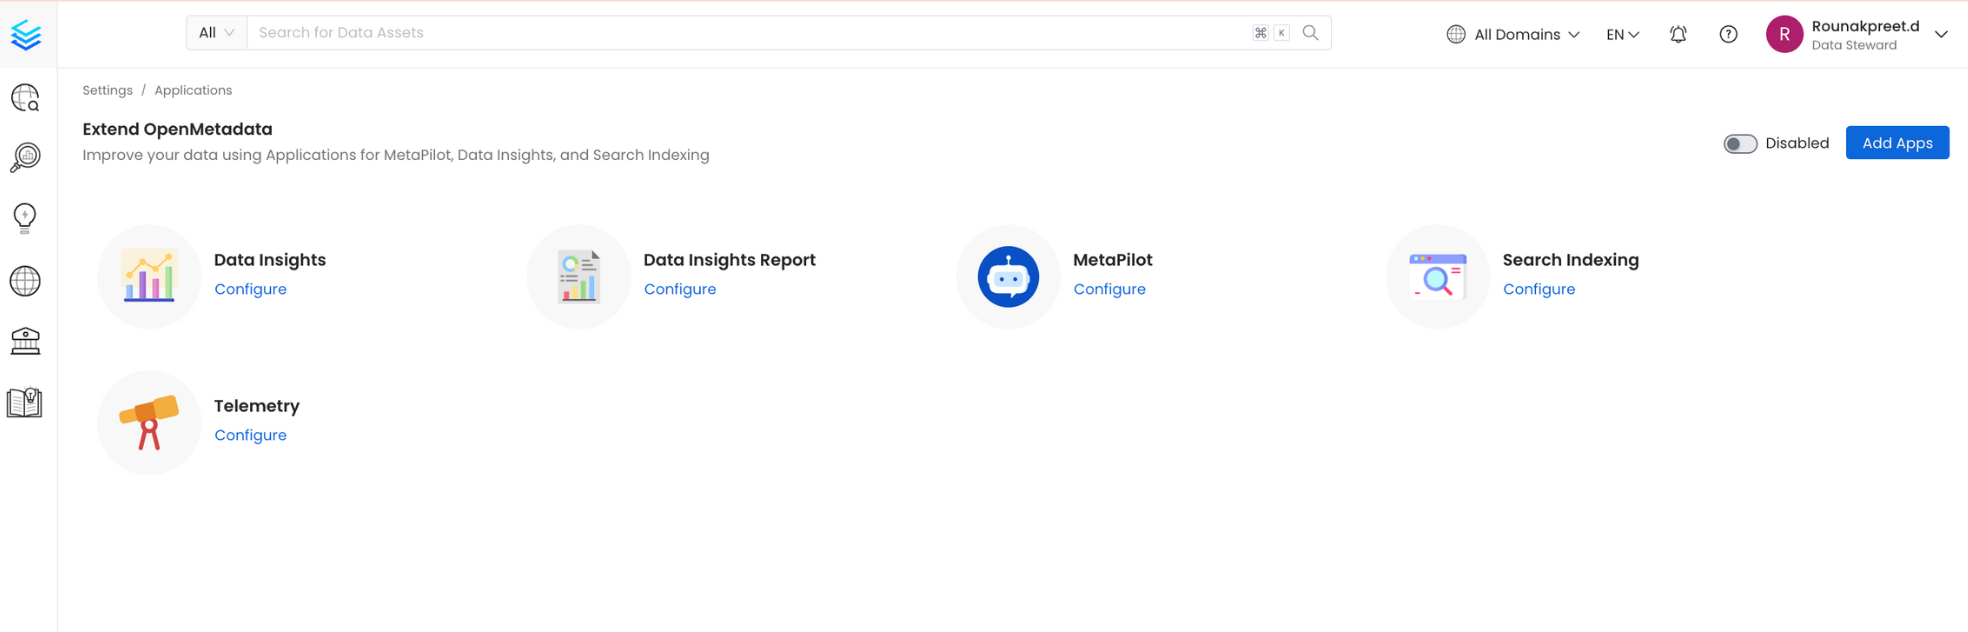 All
Search for Data Assets
⌘ K
All Domains
EN
R
Rounakpreet.d
Data Steward
Settings / Applications
Extend OpenMetadata
Improve your data using Applications for MetaPilot, Data Insights, and Search Indexing
Disabled
Add Apps
Data Insights
Configure
Data Insights Report
Configure
MetaPilot
Configure
Search Indexing
Configure
Telemetry
Configure